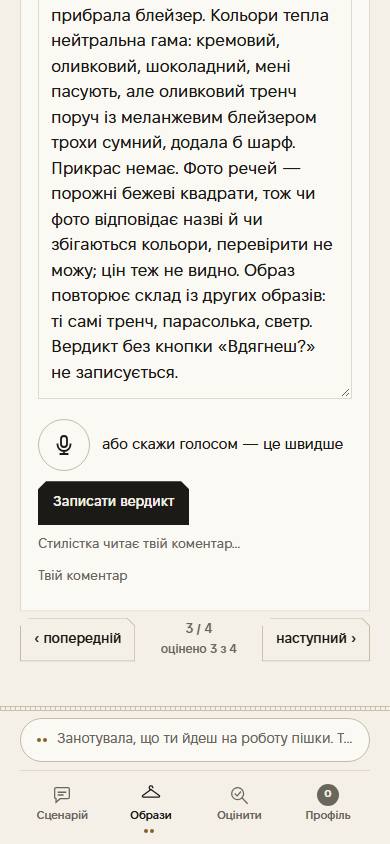 прибрала блейзер. Кольори тепла
нейтральна гама: кремовий,
оливковий, шоколадний, мені
пасують, але оливковий тренч
поруч із меланжевим блейзером
трохи сумний, додала б шарф.
Прикрас немає. Фото речей —
порожні бежеві квадрати, тож чи
фото відповідає назві й чи
збігаються кольори, перевірити не
можу; цін теж не видно. Образ
повторює склад із других образів:
ті самі тренч, парасолька, светр.
Вердикт без кнопки «Вдягнеш?»
не записується.
або скажи голосом — це швидше
Записати вердикт
Стилістка читає твій коментар…
Твій коментар
‹ попередній
3 / 4
оцінено 3 з 4
наступний ›
Занотувала, що ти йдеш на роботу пішки. Т…
Сценарій
Образи
Оцінити
О
Профіль